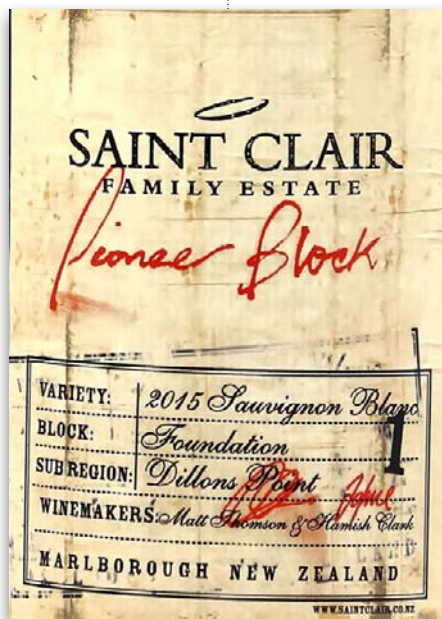 SAINT CLAIR
FAMILY ESTATE
Pioneer Block
VARIETY: 2015 Sauvignon Blanc
1
BLOCK: Foundation
SUB REGION: Dillons Point
WINEMAKERS: Matt Thomson & Hamish Clark
MARLBOROUGH NEW ZEALAND
WWW.SAINTCLAIR.CO.NZ